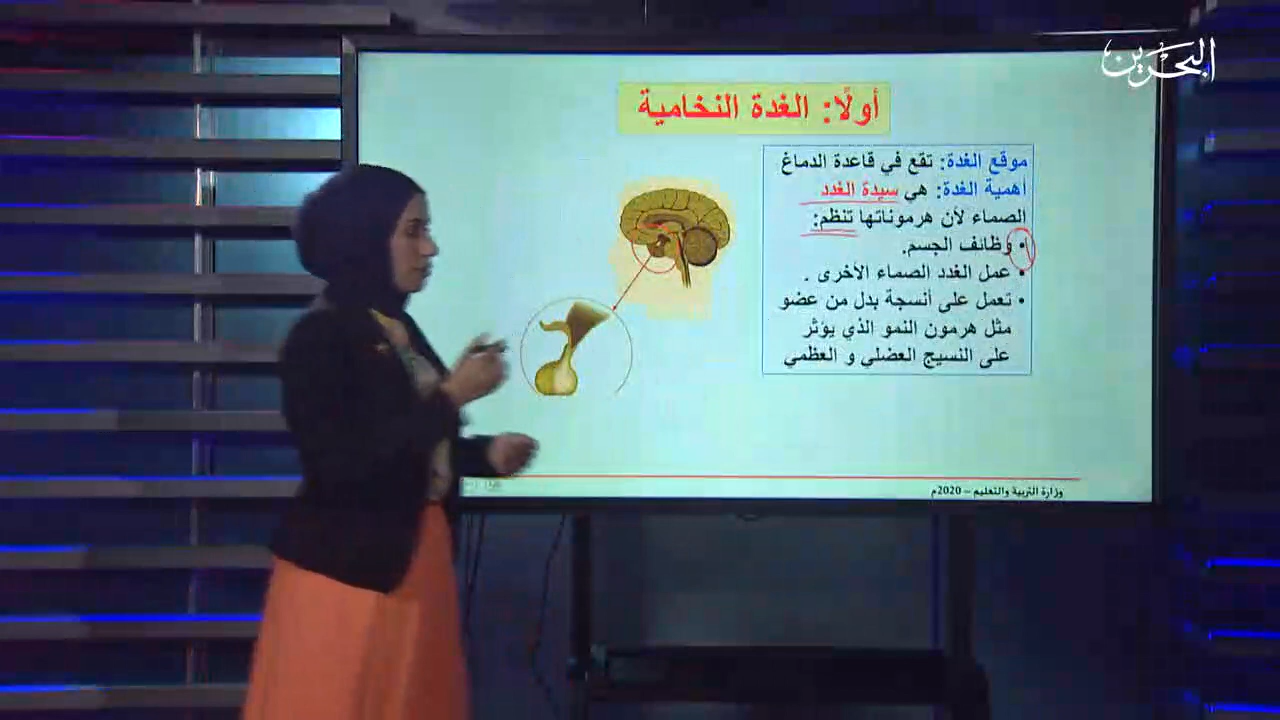 البحرين
أولًا: الغدة النخامية
موقع الغدة: تقع في قاعدة الدماغ
أهمية الغدة: هي سيدة الغدد
الصماء لأن هرموناتها تنظم:
• وظائف الجسم.
• عمل الغدد الصماء الأخرى .
• تعمل على أنسجة بدل من عضو
مثل هرمون النمو الذي يؤثر
على النسيج العضلي و العظمي
وزارة التربية والتعليم – 2020م